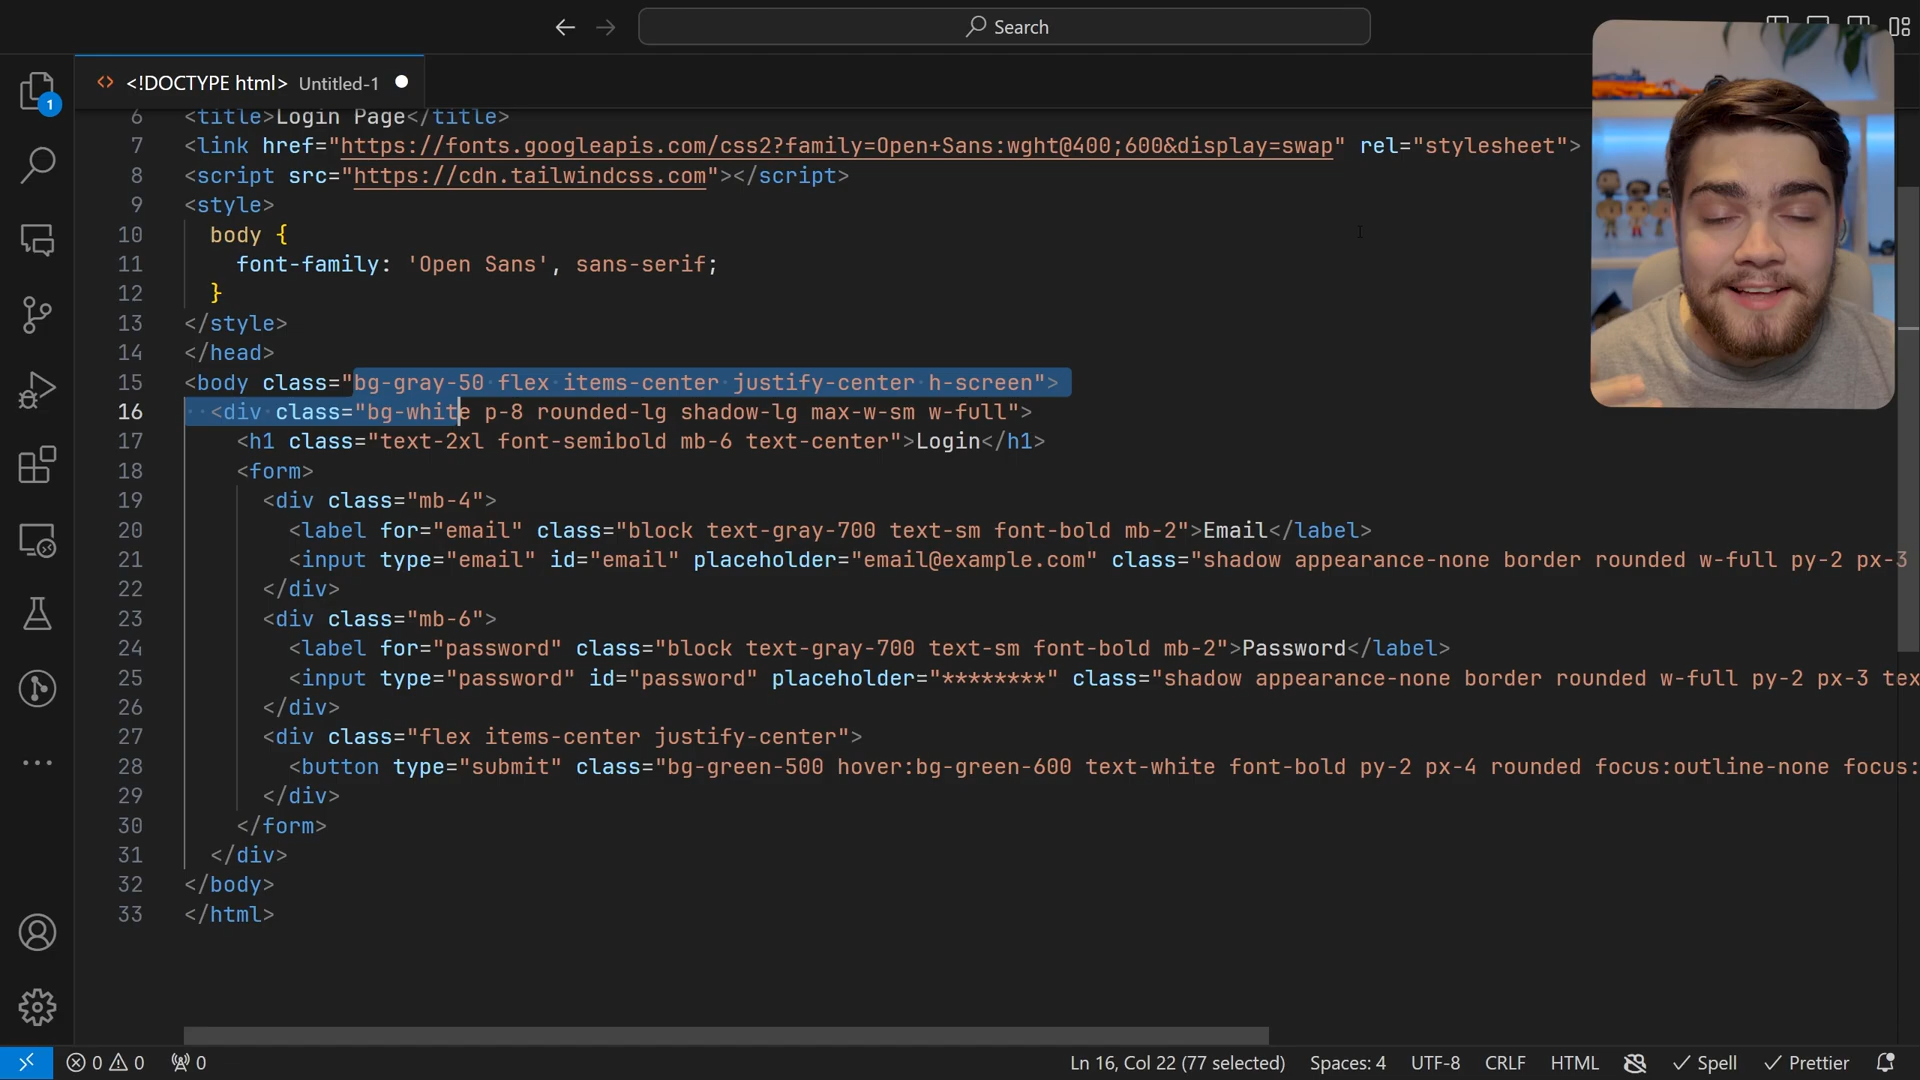 Search
<> <!DOCTYPE html> Untitled-1
1
6 <title>Login Page</title>
7 <link href="https://fonts.googleapis.com/css2?family=Open+Sans:wght@400;600&display=swap" rel="stylesheet">
8 <script src="https://cdn.tailwindcss.com"></script>
9 <style>
10 body {
11 font-family: 'Open Sans', sans-serif;
12 }
13 </style>
14 </head>
15 <body class="bg-gray-50 flex items-center justify-center h-screen">
16 <div class="bg-white p-8 rounded-lg shadow-lg max-w-sm w-full">
17 <h1 class="text-2xl font-semibold mb-6 text-center">Login</h1>
18 <form>
19 <div class="mb-4">
20 <label for="email" class="block text-gray-700 text-sm font-bold mb-2">Email</label>
21 <input type="email" id="email" placeholder="email@example.com" class="shadow appearance-none border rounded w-full py-2 px-3
22 </div>
23 <div class="mb-6">
24 <label for="password" class="block text-gray-700 text-sm font-bold mb-2">Password</label>
25 <input type="password" id="password" placeholder="********" class="shadow appearance-none border rounded w-full py-2 px-3 tex
26 </div>
27 <div class="flex items-center justify-center">
28 <button type="submit" class="bg-green-500 hover:bg-green-600 text-white font-bold py-2 px-4 rounded focus:outline-none focus:
29 </div>
30 </form>
31 </div>
32 </body>
33 </html>
0 0 0 Ln 16, Col 22 (77 selected) Spaces: 4 UTF-8 CRLF HTML Spell Prettier